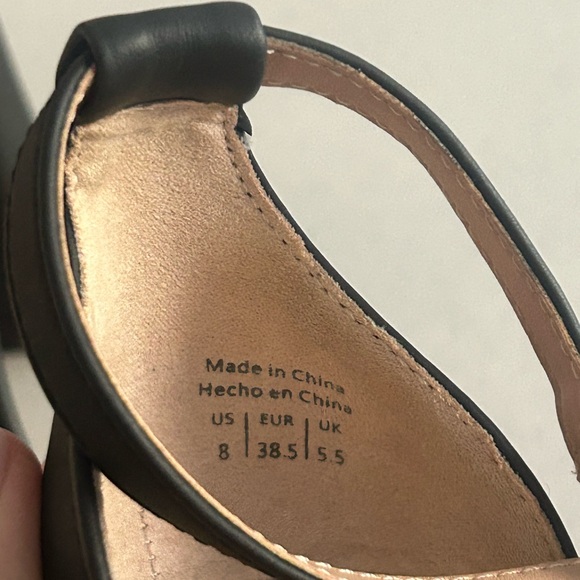 Made in China
Hecho en China
US | EUR | UK
8 | 38.5 | 5.5